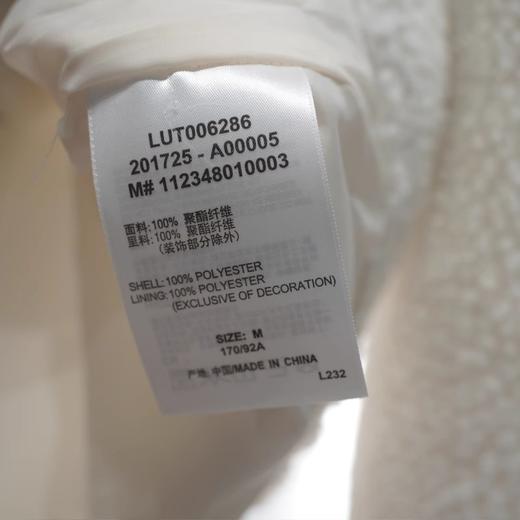 LUT006286
201725 - A00005
M# 112348010003
面料:100% 聚酯纤维
里料:100% 聚酯纤维
(装饰部分除外)
SHELL:100% POLYESTER
LINING:100% POLYESTER
(EXCLUSIVE OF DECORATION)
SIZE: M
170/92A
产地: 中国/MADE IN CHINA
L232